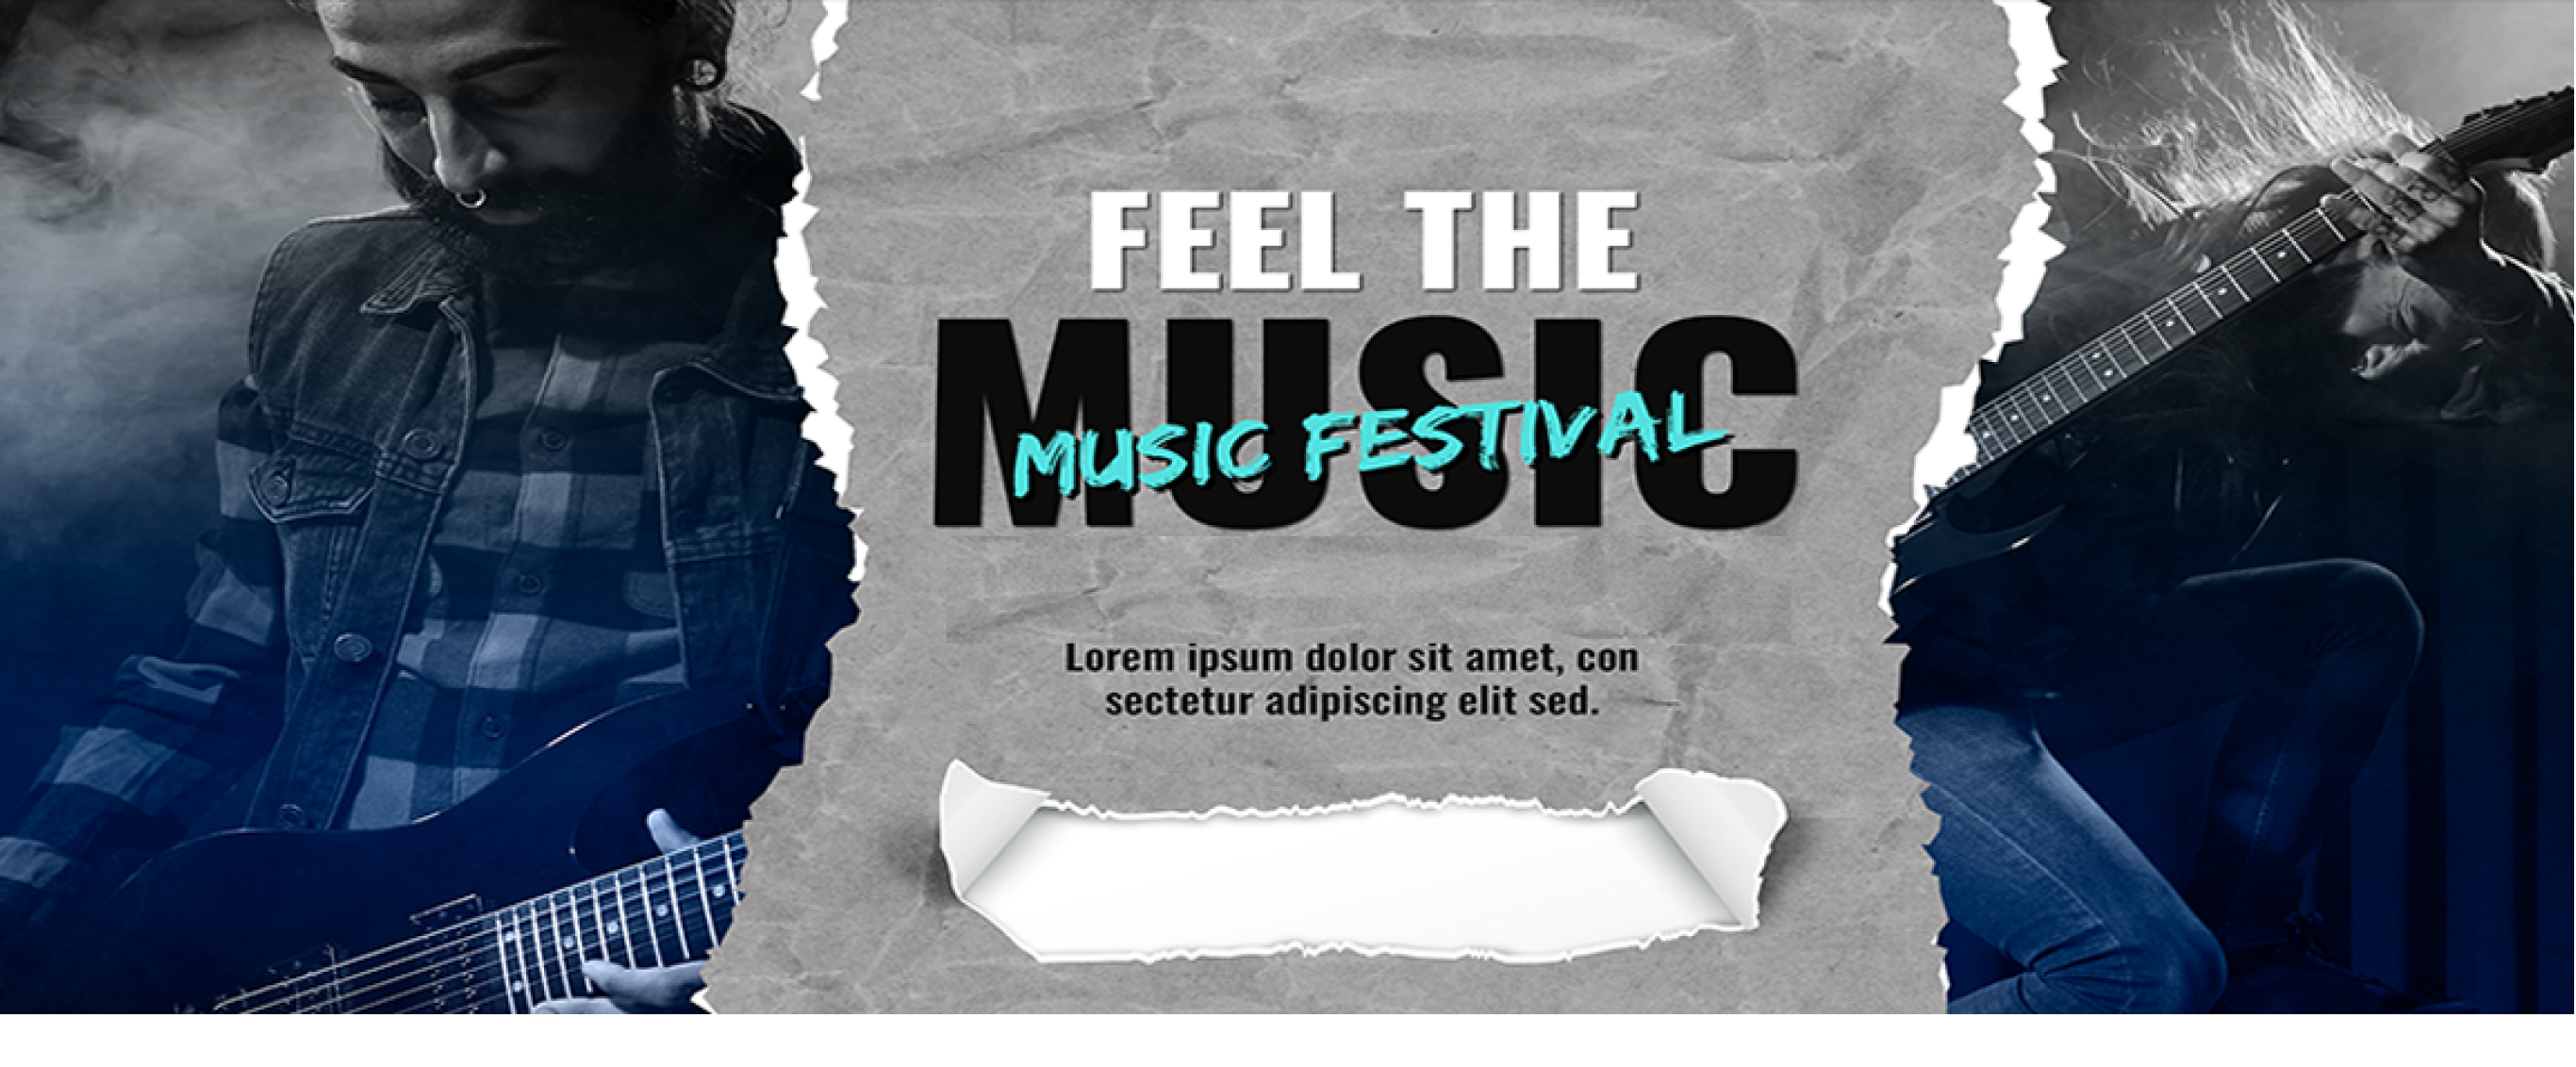 FEEL THE
MUSIC
MUSIC FESTIVAL
Lorem ipsum dolor sit amet, con
sectetur adipiscing elit sed.